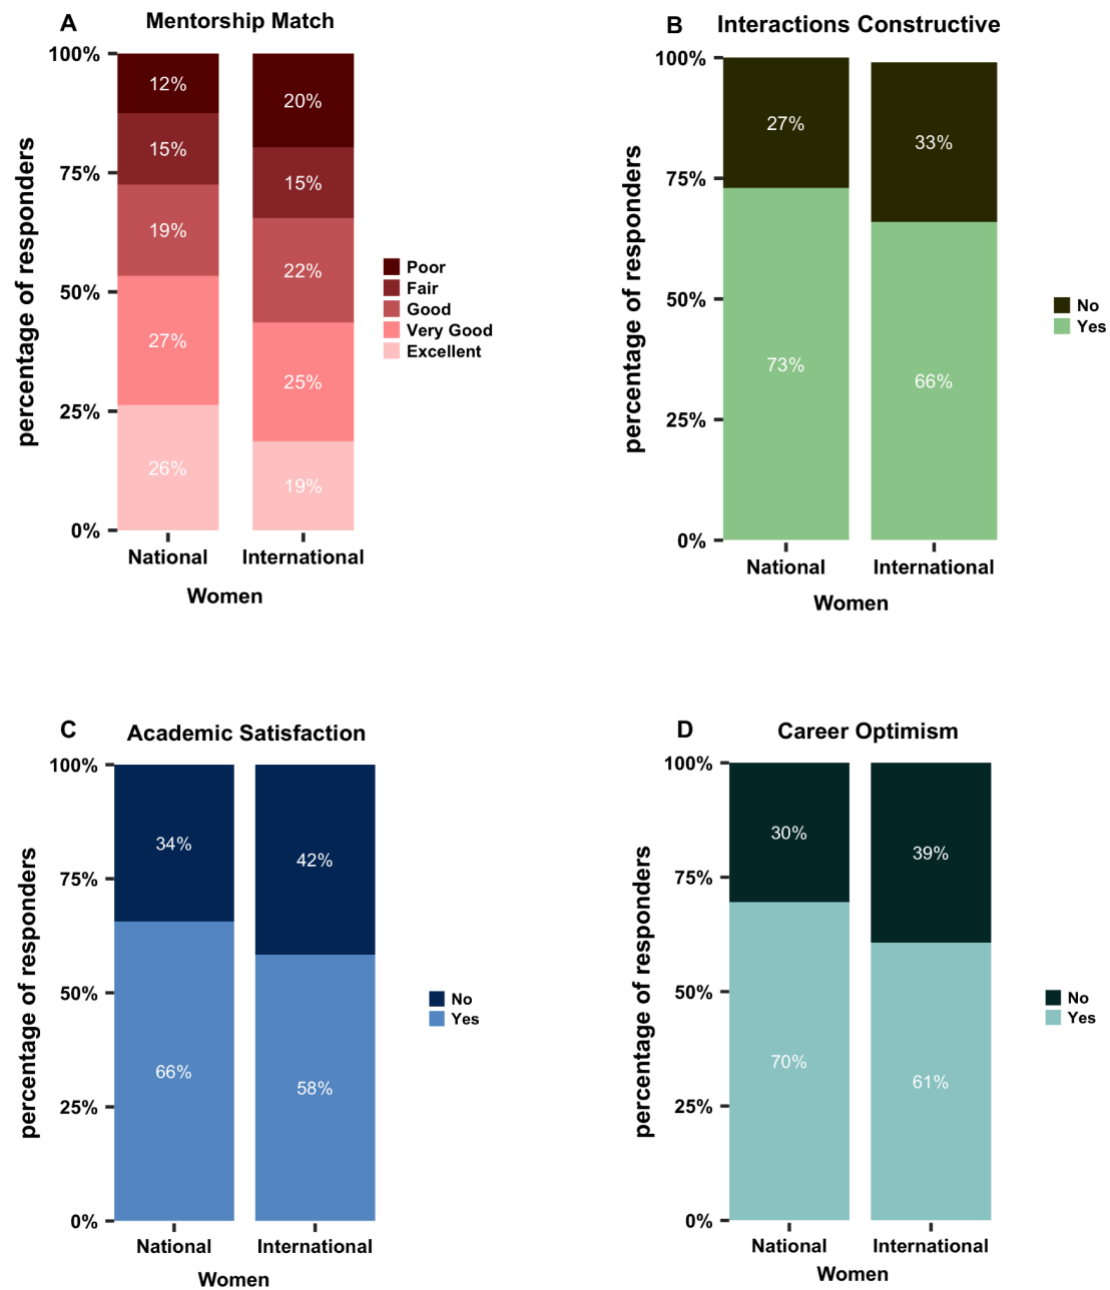 A
Mentorship Match
percentage of responders
100%
75%
50%
25%
0%
12%
15%
19%
27%
26%
20%
15%
22%
25%
19%
National
International
Women
Poor
Fair
Good
Very Good
Excellent
B
Interactions Constructive
percentage of responders
100%
75%
50%
25%
0%
27%
73%
33%
66%
National
International
Women
No
Yes
C
Academic Satisfaction
percentage of responders
100%
75%
50%
25%
0%
34%
66%
42%
58%
National
International
Women
No
Yes
D
Career Optimism
percentage of responders
100%
75%
50%
25%
0%
30%
70%
39%
61%
National
International
Women
No
Yes